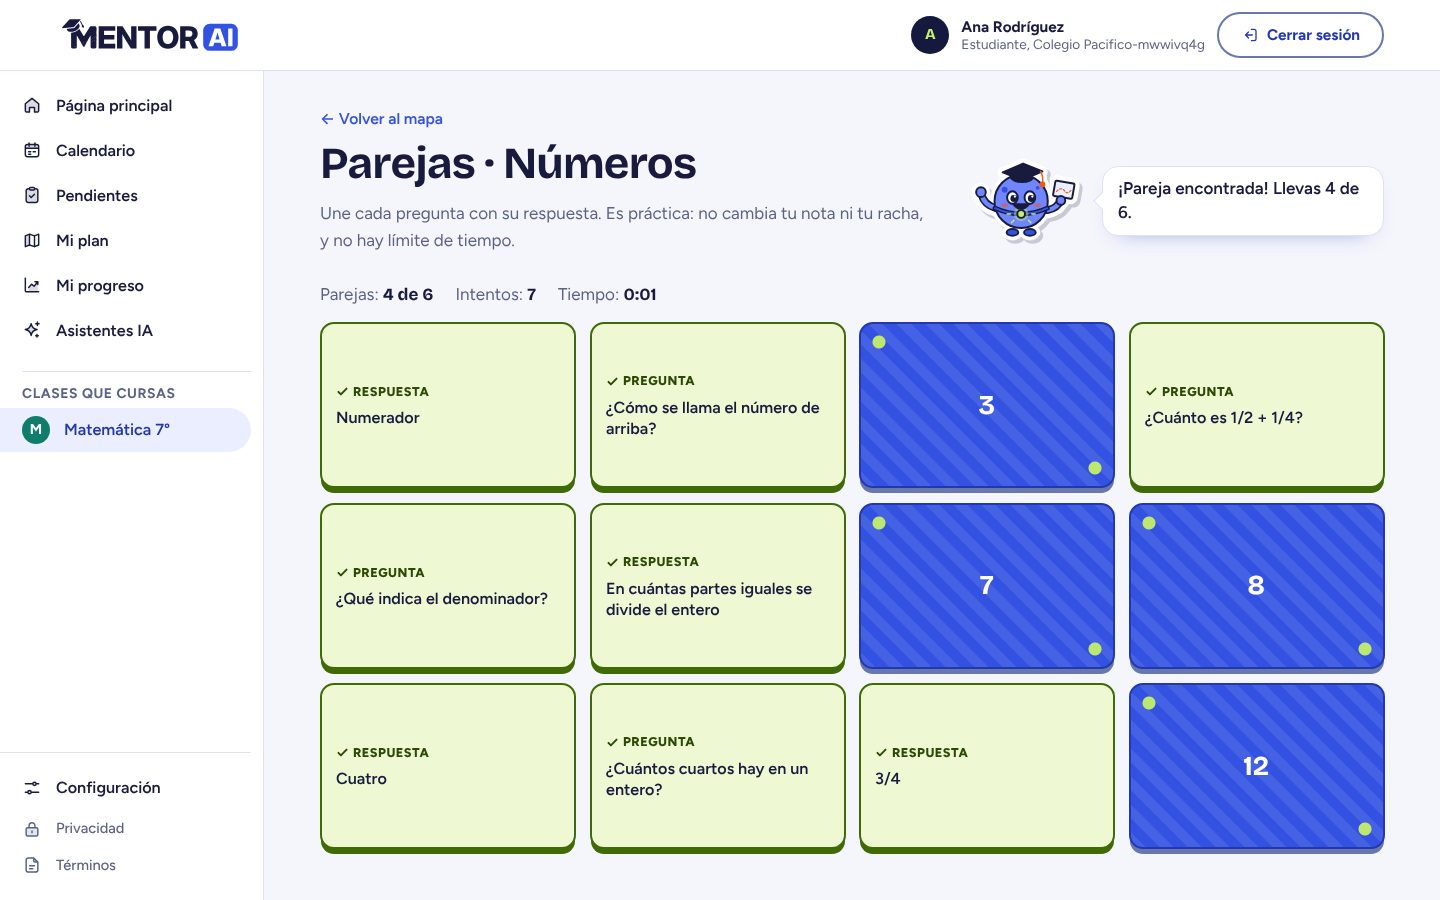 MENTOR AI
A
Ana Rodríguez
Estudiante, Colegio Pacifico-mwwivq4g
Cerrar sesión
Página principal
Calendario
Pendientes
Mi plan
Mi progreso
Asistentes IA
CLASES QUE CURSAS
M Matemática 7°
Configuración
Privacidad
Términos
← Volver al mapa
Parejas · Números
Une cada pregunta con su respuesta. Es práctica: no cambia tu nota ni tu racha,
y no hay límite de tiempo.
¡Pareja encontrada! Llevas 4 de
6.
Parejas: 4 de 6 Intentos: 7 Tiempo: 0:01
✓ RESPUESTA
Numerador
✓ PREGUNTA
¿Cómo se llama el número de
arriba?
3
✓ PREGUNTA
¿Cuánto es 1/2 + 1/4?
✓ PREGUNTA
¿Qué indica el denominador?
✓ RESPUESTA
En cuántas partes iguales se
divide el entero
7
8
✓ RESPUESTA
Cuatro
✓ PREGUNTA
¿Cuántos cuartos hay en un
entero?
✓ RESPUESTA
3/4
12